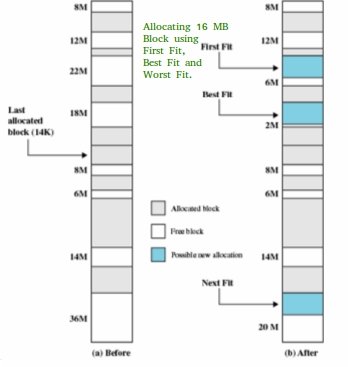 8M
12M
22M
18M
Last
allocated
block (14K)
8M
6M
14M
36M
(a) Before
Allocating 16 MB
Block using
First Fit,
Best Fit and
Worst Fit.
First Fit
Best Fit
Allocated block
Free block
Possible new allocation
Next Fit
8M
12M
6M
2M
8M
6M
14M
20 M
(b) After